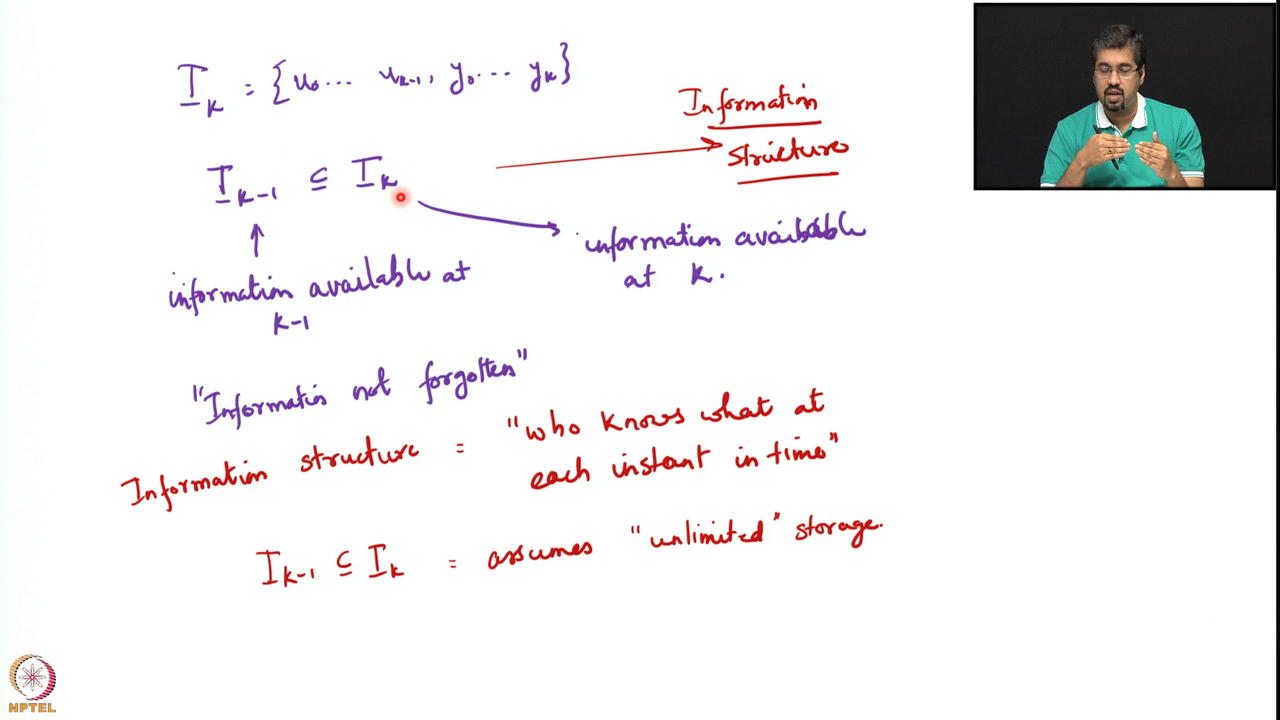 I_k = {u_0 ... u_{k-1}, y_0 ... y_k}
Information
structure
I_{k-1} ⊆ I_k
information available at
k-1
information available
at k.
"Information not forgotten"
Information structure = "who knows what at
each instant in time"
I_{k-1} ⊆ I_k = assumes "unlimited" storage.
NPTEL